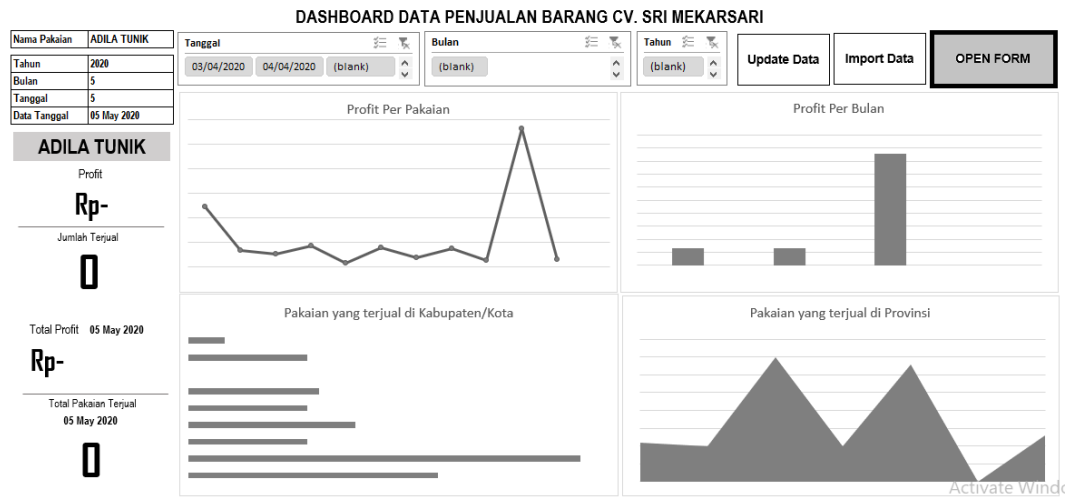 DASHBOARD DATA PENJUALAN BARANG CV. SRI MEKARSARI
Nama Pakaian ADILA TUNIK
Tahun 2020
Bulan 5
Tanggal 5
Data Tanggal 05 May 2020
ADILA TUNIK
Profit
Rp-
Jumlah Terjual
0
Total Profit 05 May 2020
Rp-
Total Pakaian Terjual
05 May 2020
0
Tanggal
03/04/2020 04/04/2020 (blank)
Bulan
(blank)
Tahun
(blank)
Update Data
Import Data
OPEN FORM
Profit Per Pakaian
Profit Per Bulan
Pakaian yang terjual di Kabupaten/Kota
Pakaian yang terjual di Provinsi
Activate Windo